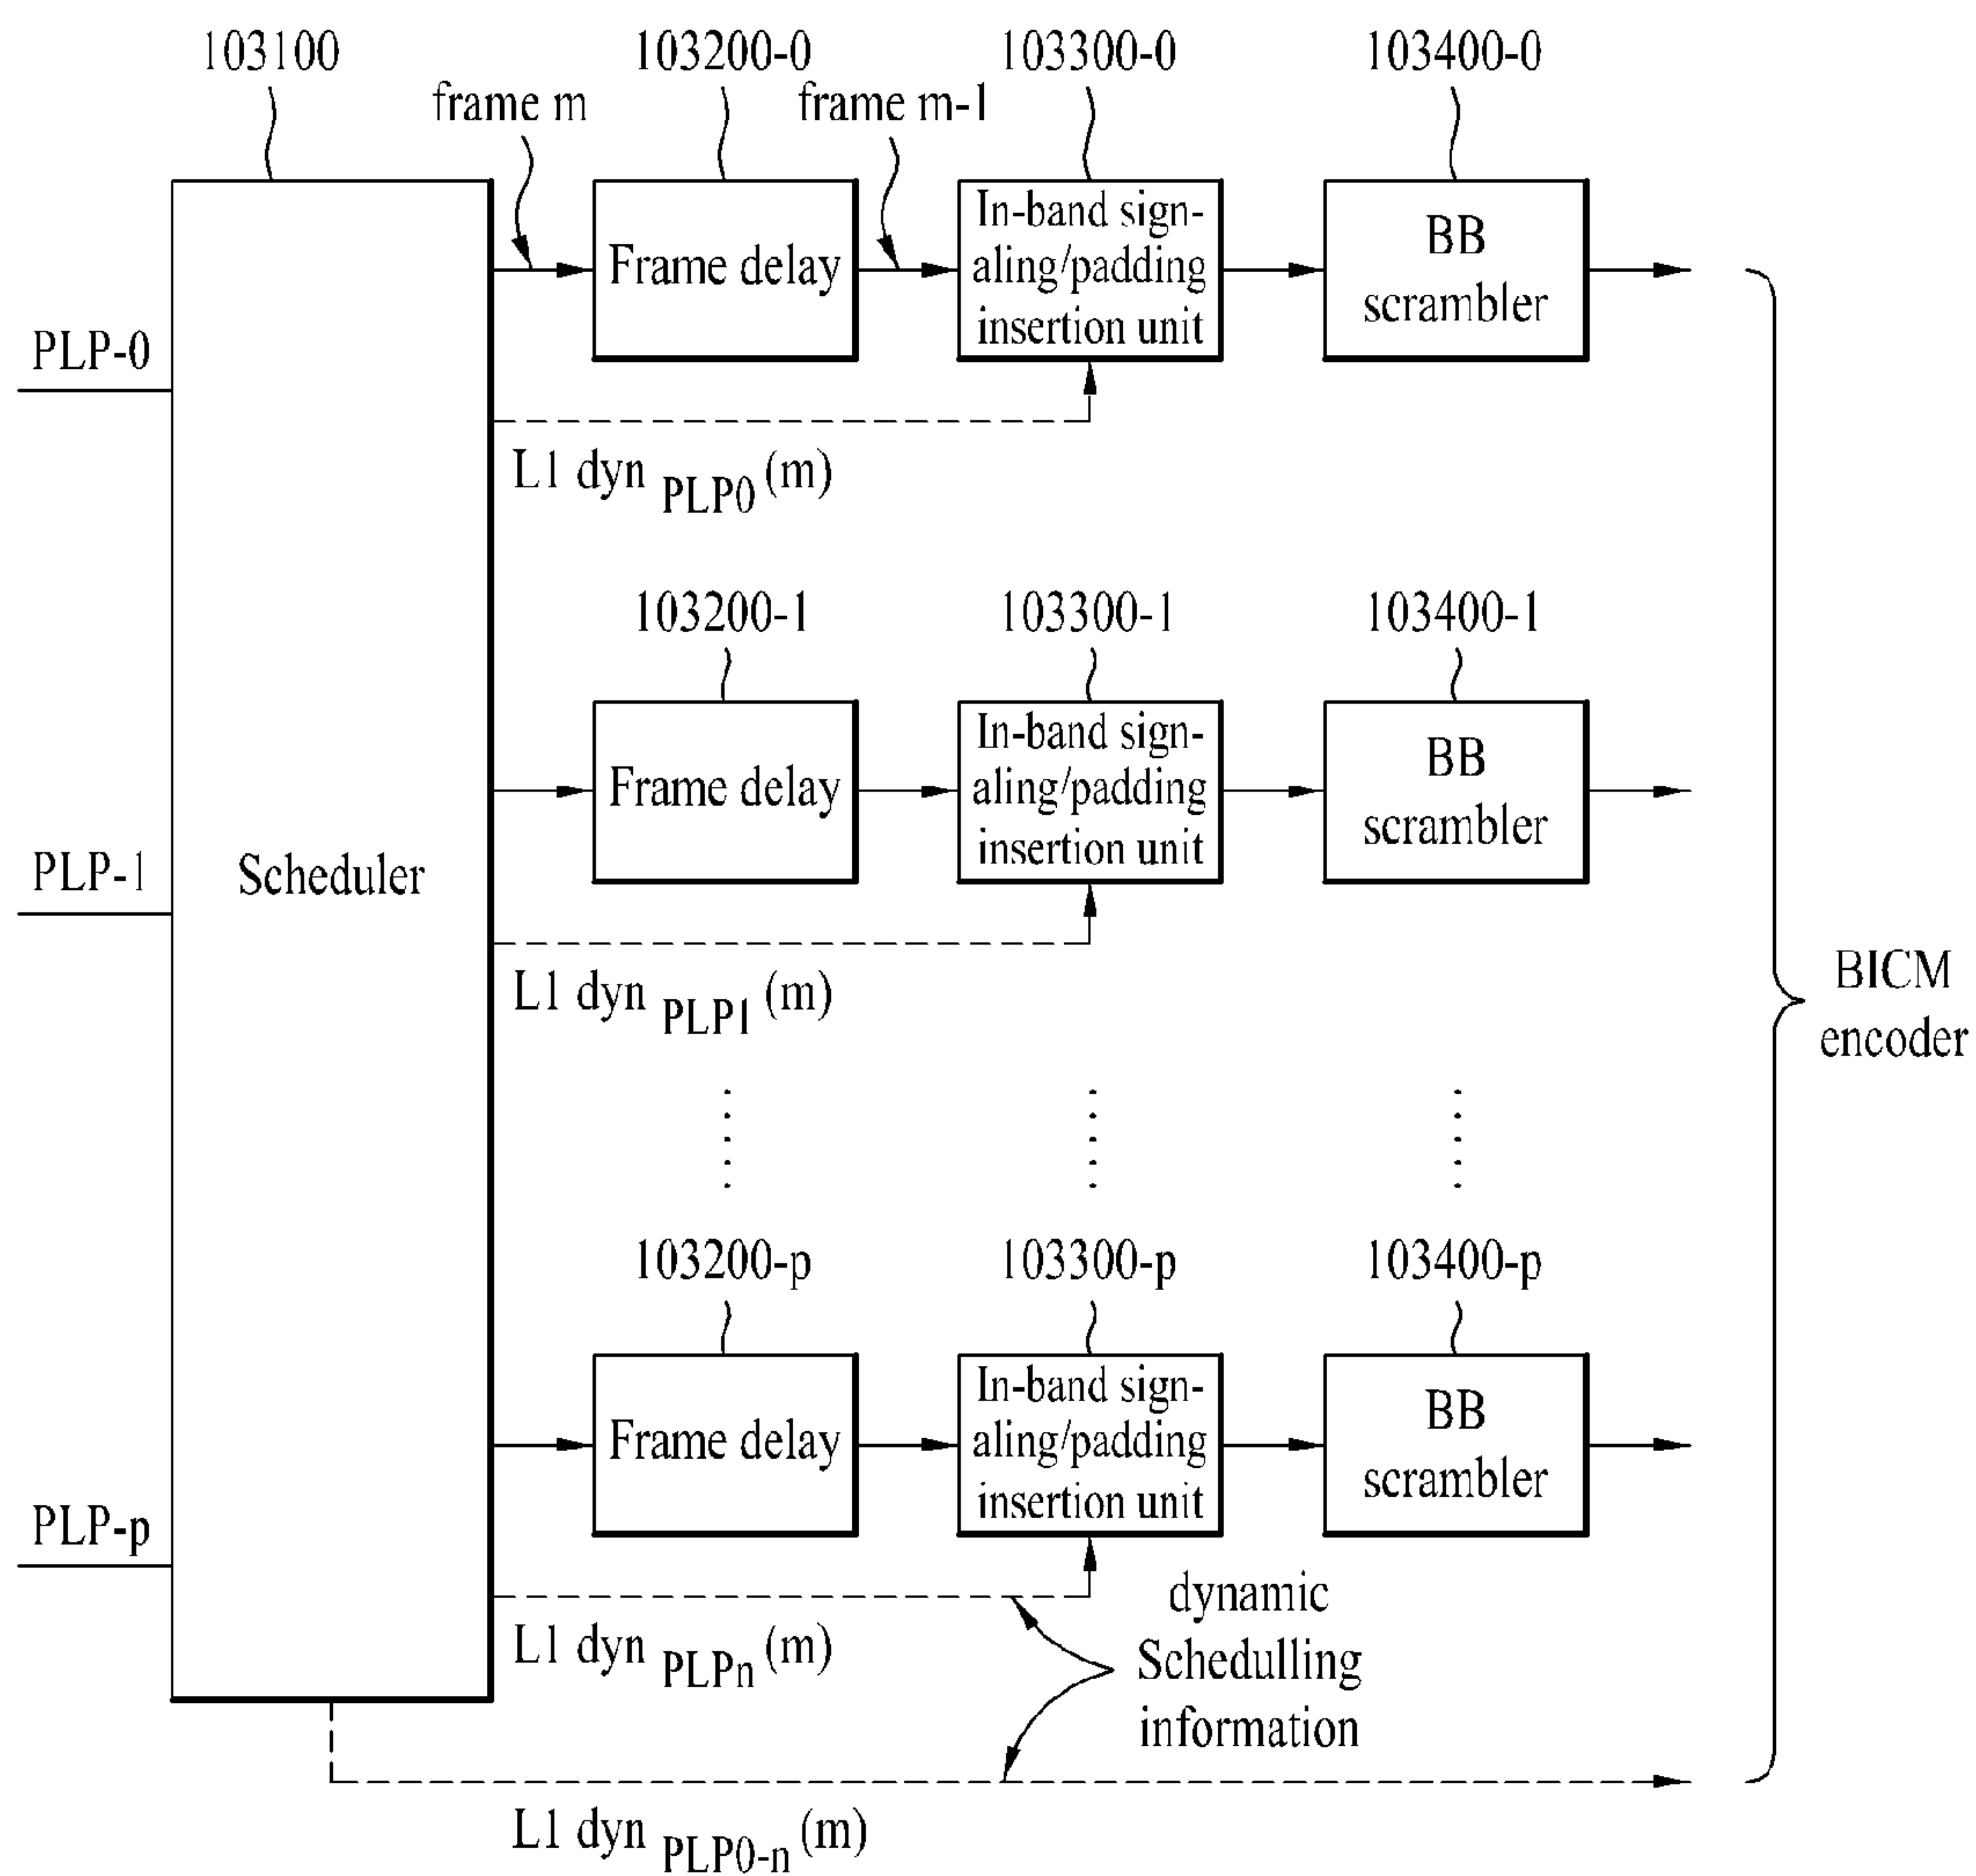 103100
103200-0
103300-0
103400-0
frame m
frame m-1
Frame delay
In-band sign-
aling/padding
insertion unit
BB
scrambler
PLP-0
L1 dyn PLP0 (m)
103200-1
103300-1
103400-1
Frame delay
In-band sign-
aling/padding
insertion unit
BB
scrambler
PLP-1
Scheduler
L1 dyn PLP1 (m)
BICM
encoder
103200-p
103300-p
103400-p
Frame delay
In-band sign-
aling/padding
insertion unit
BB
scrambler
PLP-p
L1 dyn PLPn (m)
dynamic
Schedulling
information
L1 dyn PLP0-n (m)